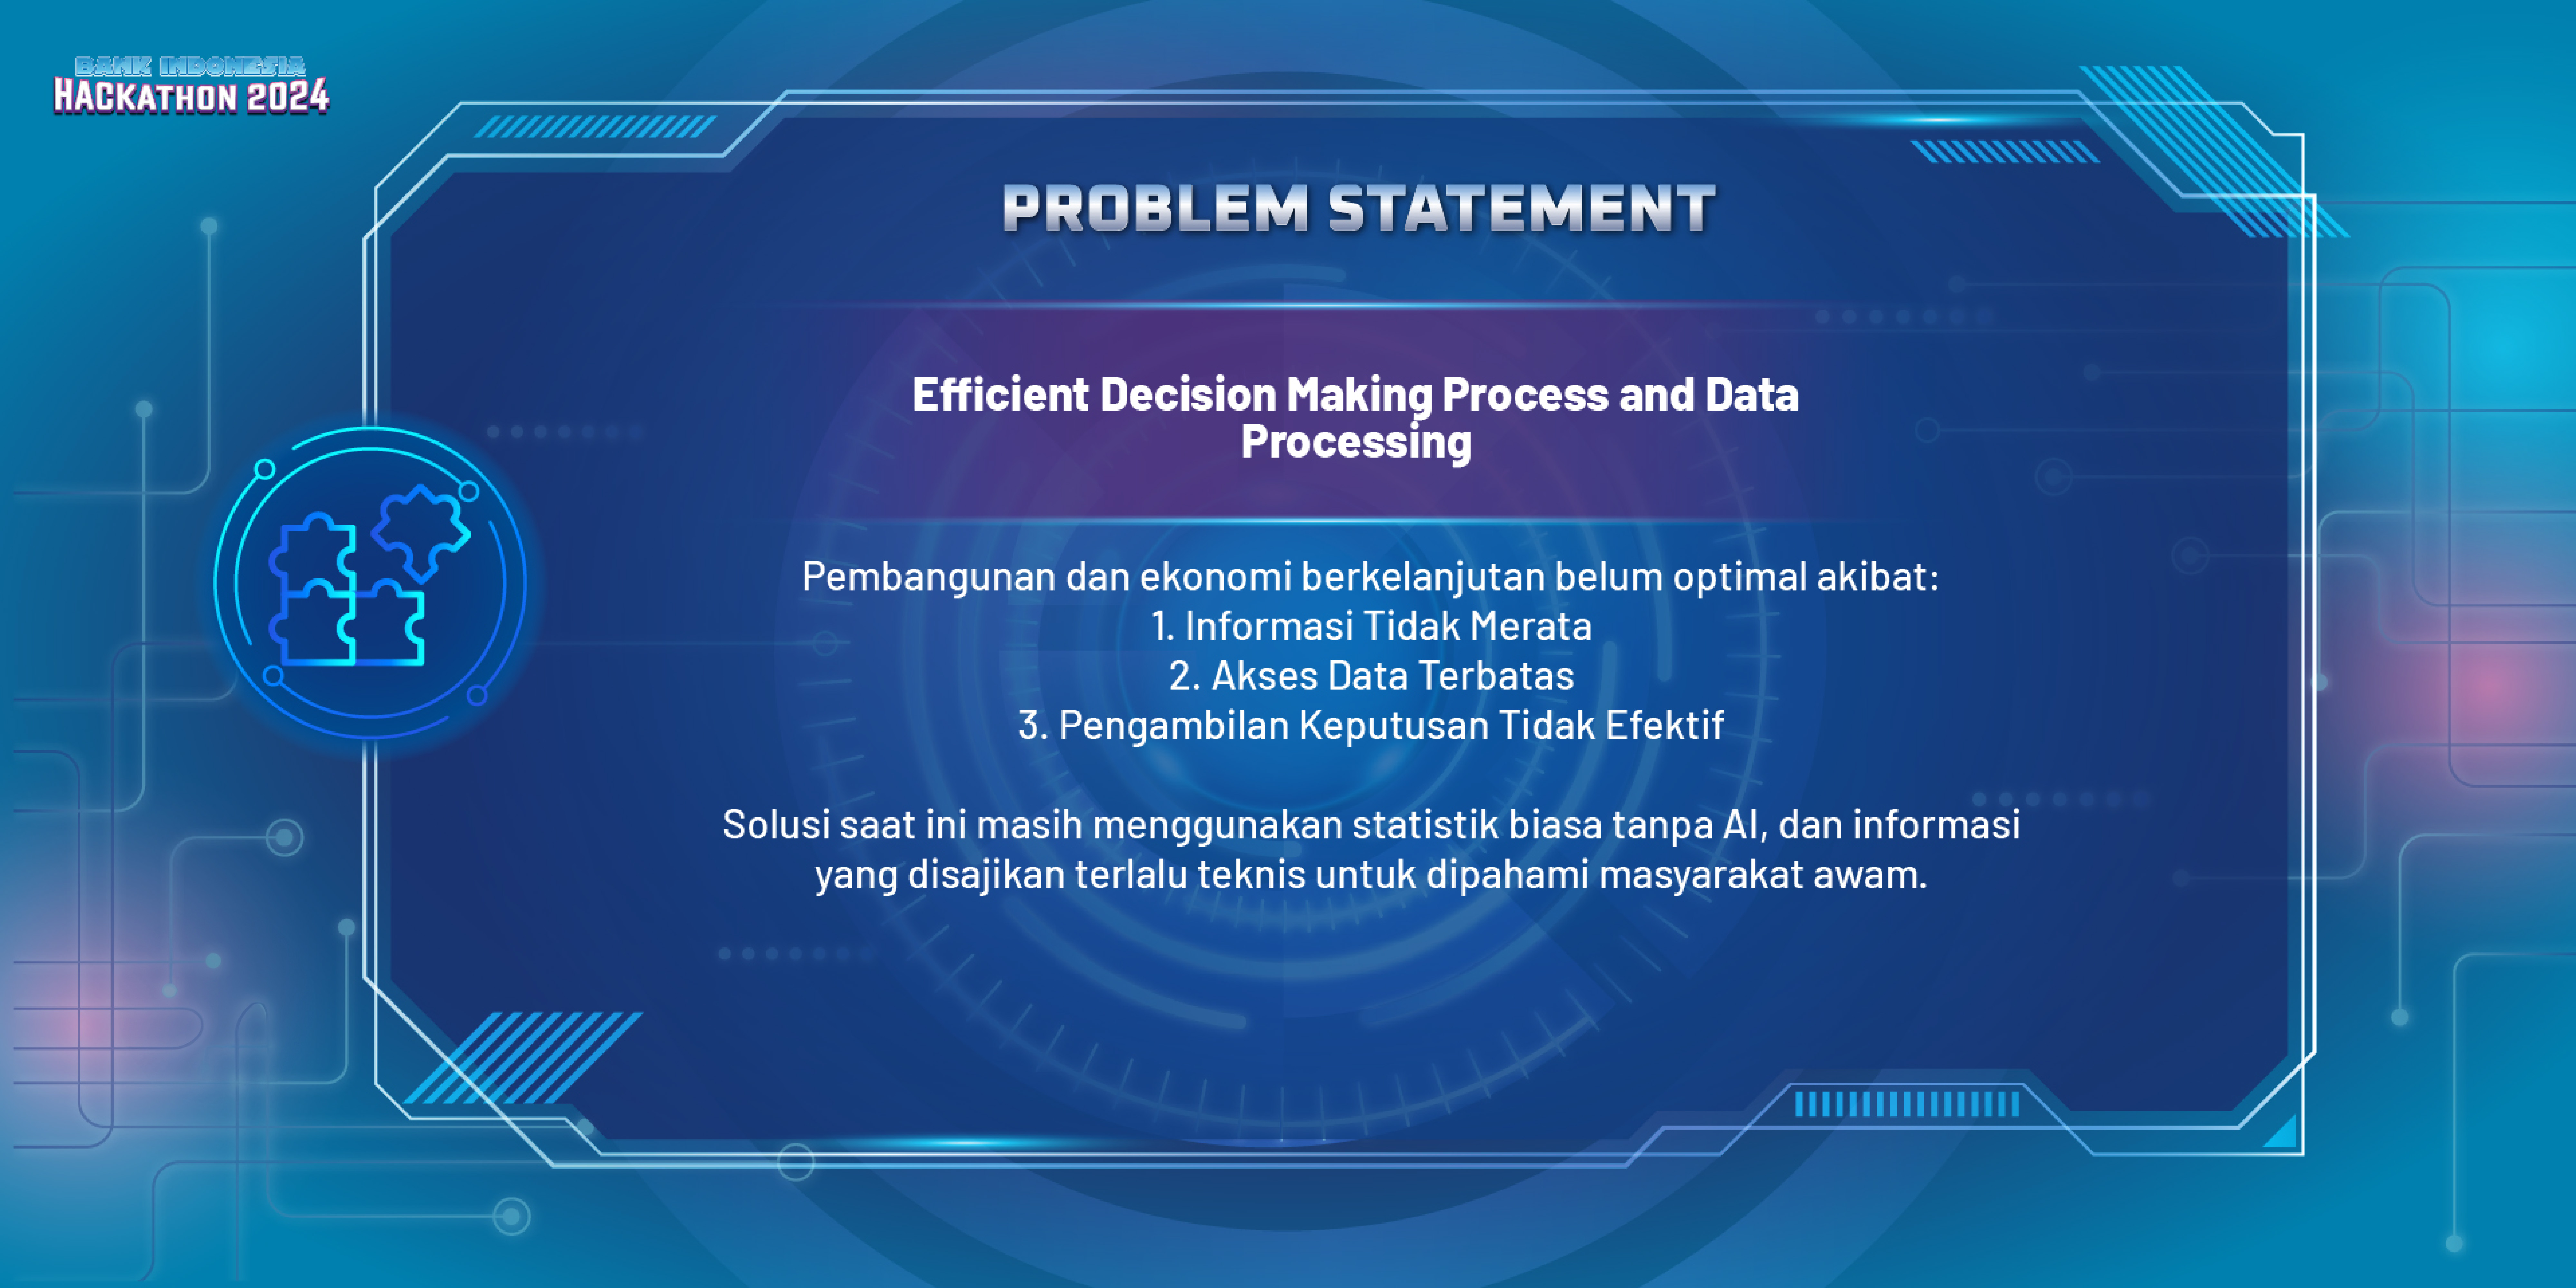 BANK INDONESIA
HACKATHON 2024
PROBLEM STATEMENT
Efficient Decision Making Process and Data
Processing
Pembangunan dan ekonomi berkelanjutan belum optimal akibat:
1. Informasi Tidak Merata
2. Akses Data Terbatas
3. Pengambilan Keputusan Tidak Efektif
Solusi saat ini masih menggunakan statistik biasa tanpa AI, dan informasi
yang disajikan terlalu teknis untuk dipahami masyarakat awam.